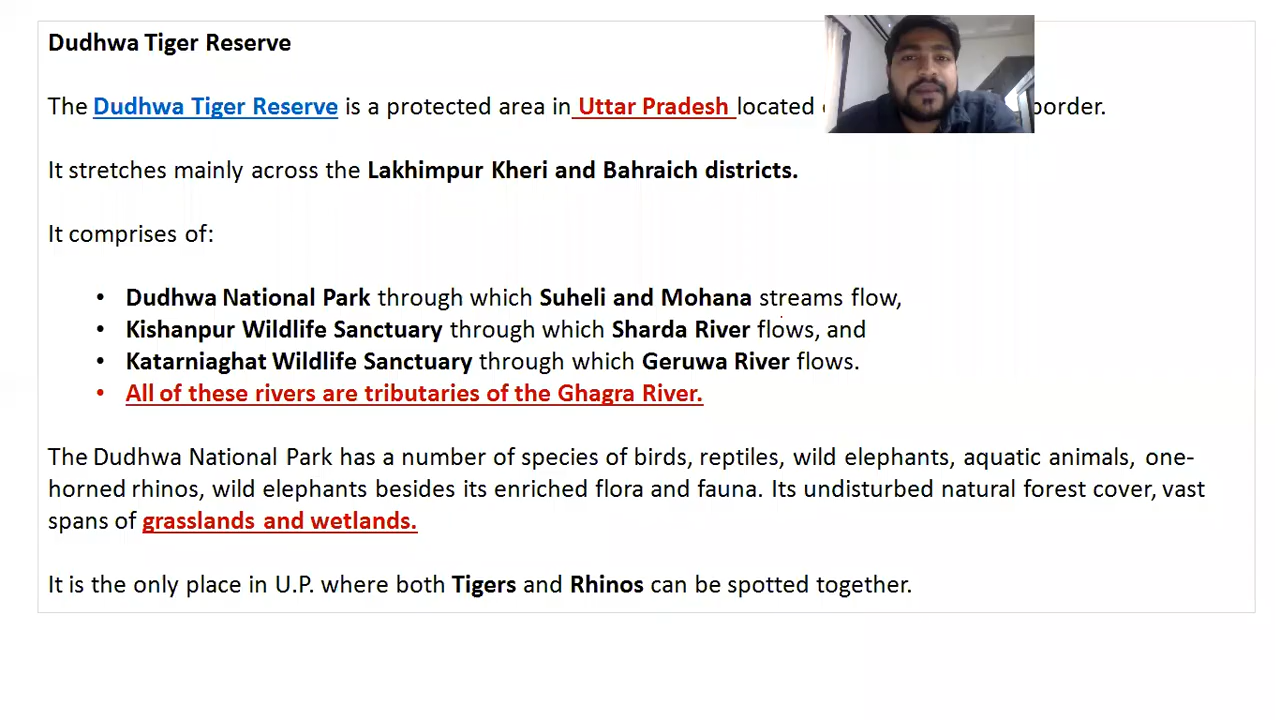 Dudhwa Tiger Reserve
The Dudhwa Tiger Reserve is a protected area in Uttar Pradesh located border.
It stretches mainly across the Lakhimpur Kheri and Bahraich districts.
It comprises of:
• Dudhwa National Park through which Suheli and Mohana streams flow,
• Kishanpur Wildlife Sanctuary through which Sharda River flows, and
• Katarniaghat Wildlife Sanctuary through which Geruwa River flows.
• All of these rivers are tributaries of the Ghagra River.
The Dudhwa National Park has a number of species of birds, reptiles, wild elephants, aquatic animals, one-
horned rhinos, wild elephants besides its enriched flora and fauna. Its undisturbed natural forest cover, vast
spans of grasslands and wetlands.
It is the only place in U.P. where both Tigers and Rhinos can be spotted together.